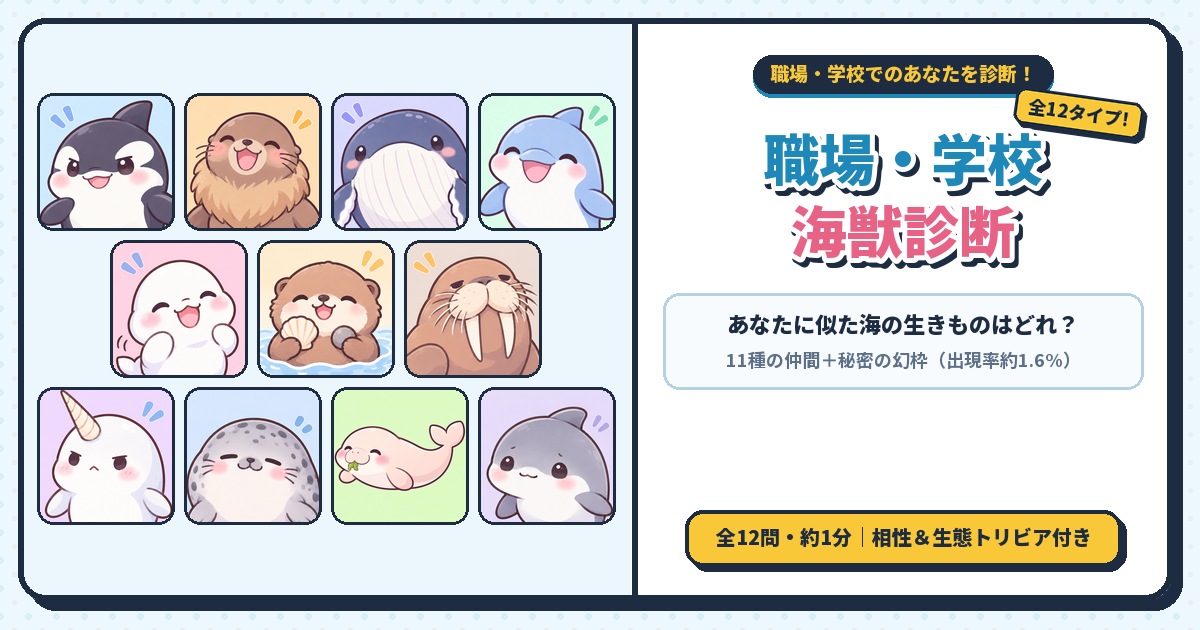 職場・学校でのあなたを診断！
全12タイプ!
職場・学校
海獣診断
あなたに似た海の生きものはどれ？
11種の仲間＋秘密の幻枠（出現率約1.6%）
全12問・約1分｜相性＆生態トリビア付き